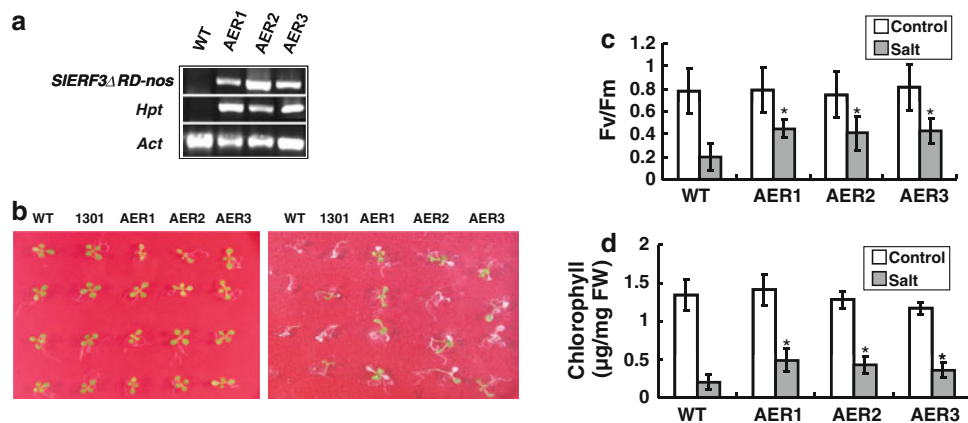 a
WT AER1 AER2 AER3
SlERF3Δ RD-nos
Hpt
Act
b
WT 1301 AER1 AER2 AER3
WT 1301 AER1 AER2 AER3
c
Control
Salt
Fv/Fm
1.2
1
0.8
0.6
0.4
0.2
0
* * *
WT AER1 AER2 AER3
d
Control
Salt
Chlorophyll
(µg/mg FW)
2
1.5
1
0.5
0
* * *
WT AER1 AER2 AER3